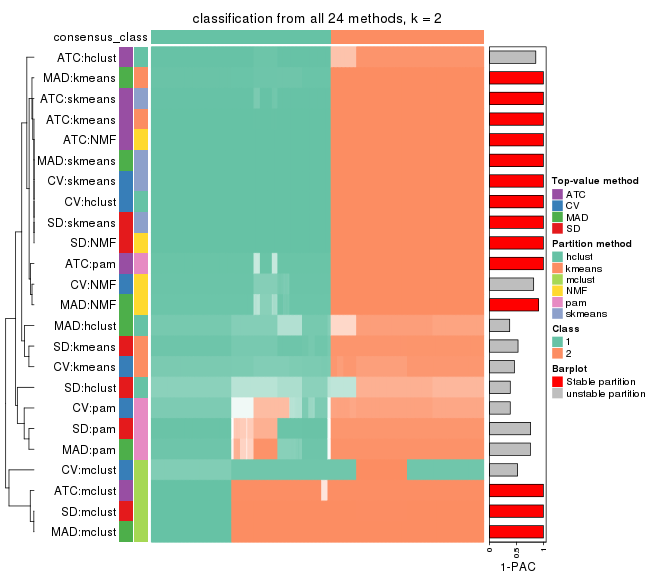 classification from all 24 methods, k = 2
consensus_class
ATC:hclust
MAD:kmeans
ATC:skmeans
ATC:kmeans
ATC:NMF
MAD:skmeans
CV:skmeans
CV:hclust
SD:skmeans
SD:NMF
ATC:pam
CV:NMF
MAD:NMF
MAD:hclust
SD:kmeans
CV:kmeans
SD:hclust
CV:pam
SD:pam
MAD:pam
CV:mclust
ATC:mclust
SD:mclust
MAD:mclust
0 0.5 1
1-PAC
Top-value method
ATC
CV
MAD
SD
Partition method
hclust
kmeans
mclust
NMF
pam
skmeans
Class
1
2
Barplot
Stable partition
unstable partition